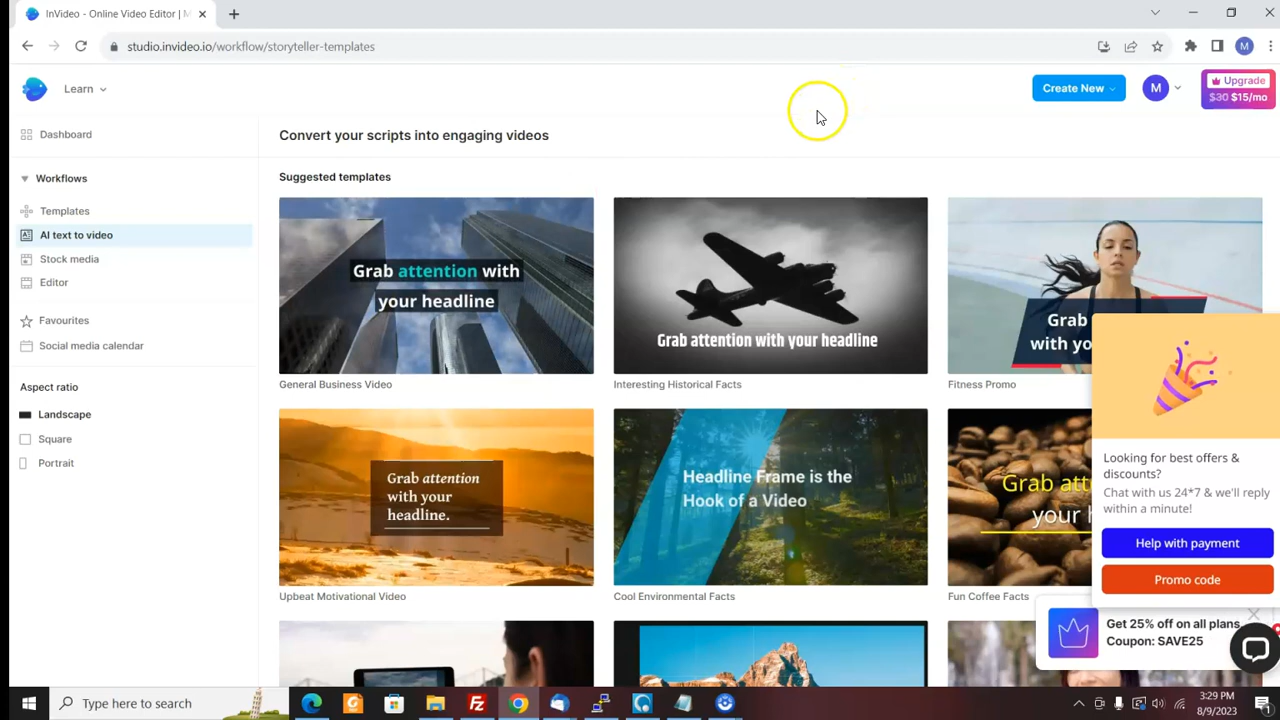 InVideo - Online Video Editor | M
studio.invideo.io/workflow/storyteller-templates
M
Learn
Create New
M
Upgrade
$30 $15/mo
Dashboard
Convert your scripts into engaging videos
Workflows
Suggested templates
Templates
AI text to video
Stock media
Editor
Favourites
Social media calendar
Aspect ratio
Landscape
Square
Portrait
Grab attention with
your headline
General Business Video
Grab attention with your headline
Interesting Historical Facts
Grab
with yo
Fitness Promo
Grab attention
with your
headline.
Upbeat Motivational Video
Headline Frame is the
Hook of a Video
Cool Environmental Facts
Grab att
your h
Fun Coffee Facts
Looking for best offers &
discounts?
Chat with us 24*7 & we'll reply
within a minute!
Help with payment
Promo code
Get 25% off on all plans.
Coupon: SAVE25
Type here to search
3:29 PM
8/9/2023
1